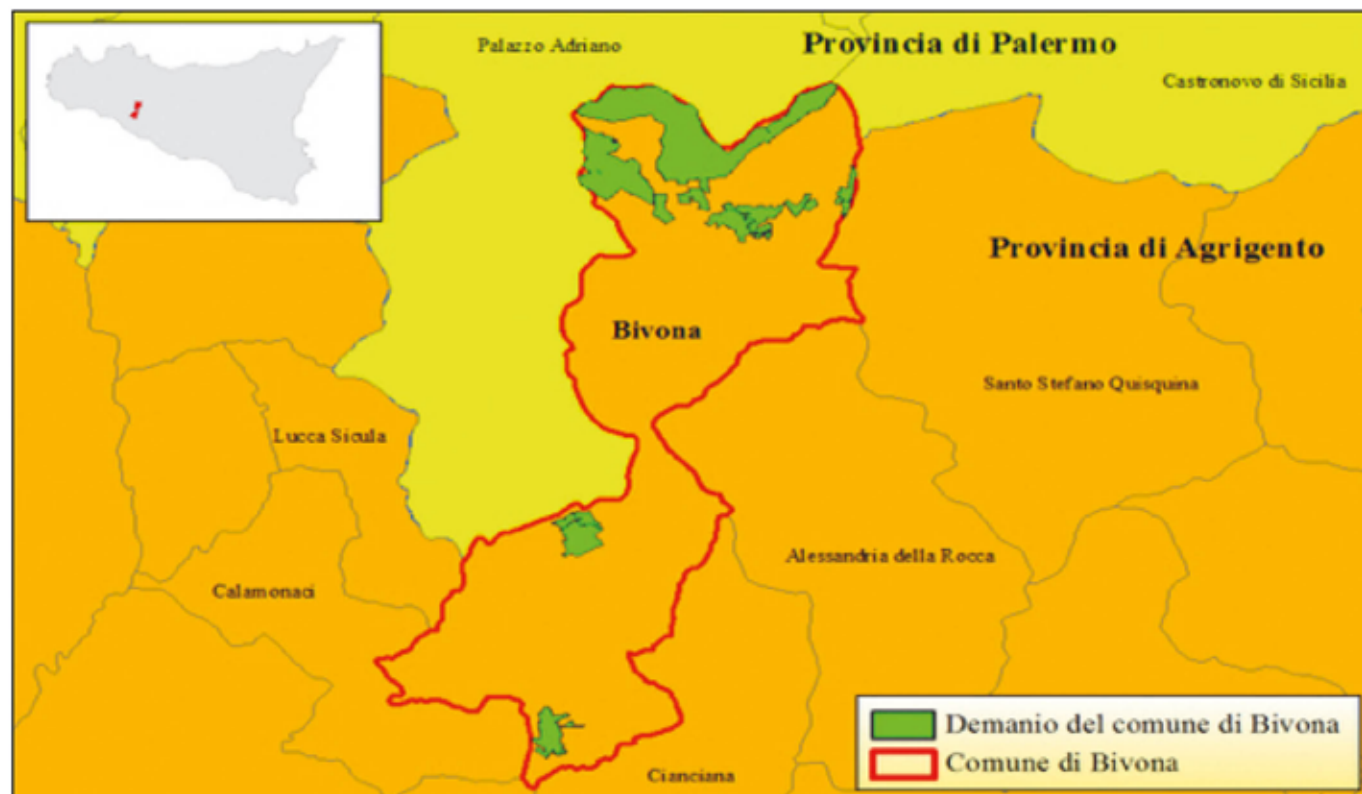 Provincia di Palermo
Palazzo Adriano
Castronovo di Sicilia
Provincia di Agrigento
Bivona
Santo Stefano Quisquina
Lucca Sicula
Alessandria della Rocca
Calamonaci
Demanio del comune di Bivona
Comune di Bivona
Cianciana